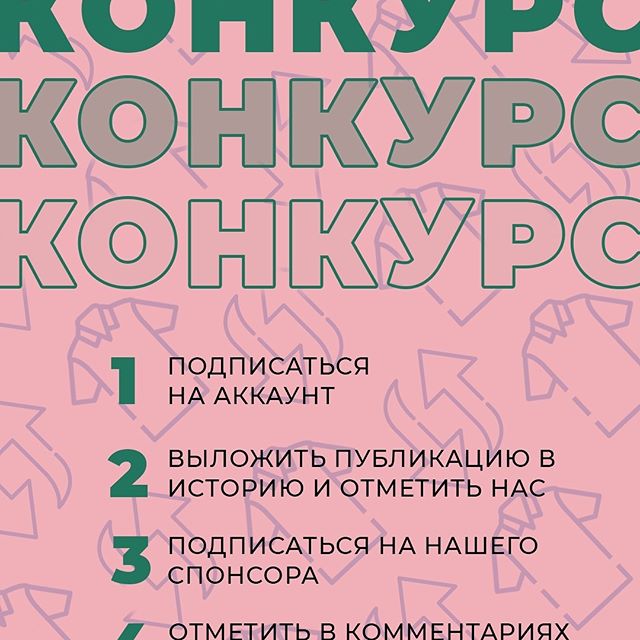 КОНКУРС
КОНКУРС
КОНКУРС
1 ПОДПИСАТЬСЯ
НА АККАУНТ
2 ВЫЛОЖИТЬ ПУБЛИКАЦИЮ В
ИСТОРИЮ И ОТМЕТИТЬ НАС
3 ПОДПИСАТЬСЯ НА НАШЕГО
СПОНСОРА
4 ОТМЕТИТЬ В КОММЕНТАРИЯХ